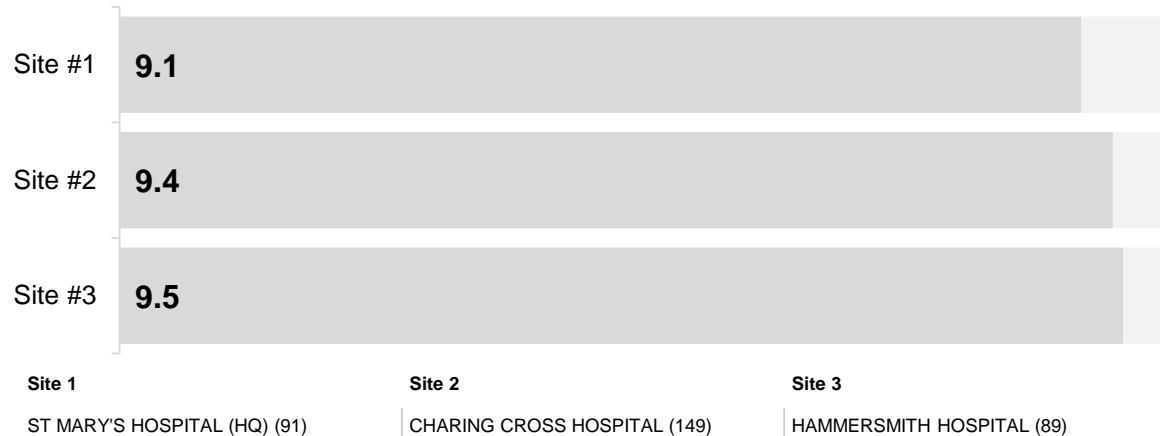 Site #1 9.1
Site #2 9.4
Site #3 9.5
Site 1 Site 2 Site 3
ST MARY'S HOSPITAL (HQ) (91) CHARING CROSS HOSPITAL (149) HAMMERSMITH HOSPITAL (89)